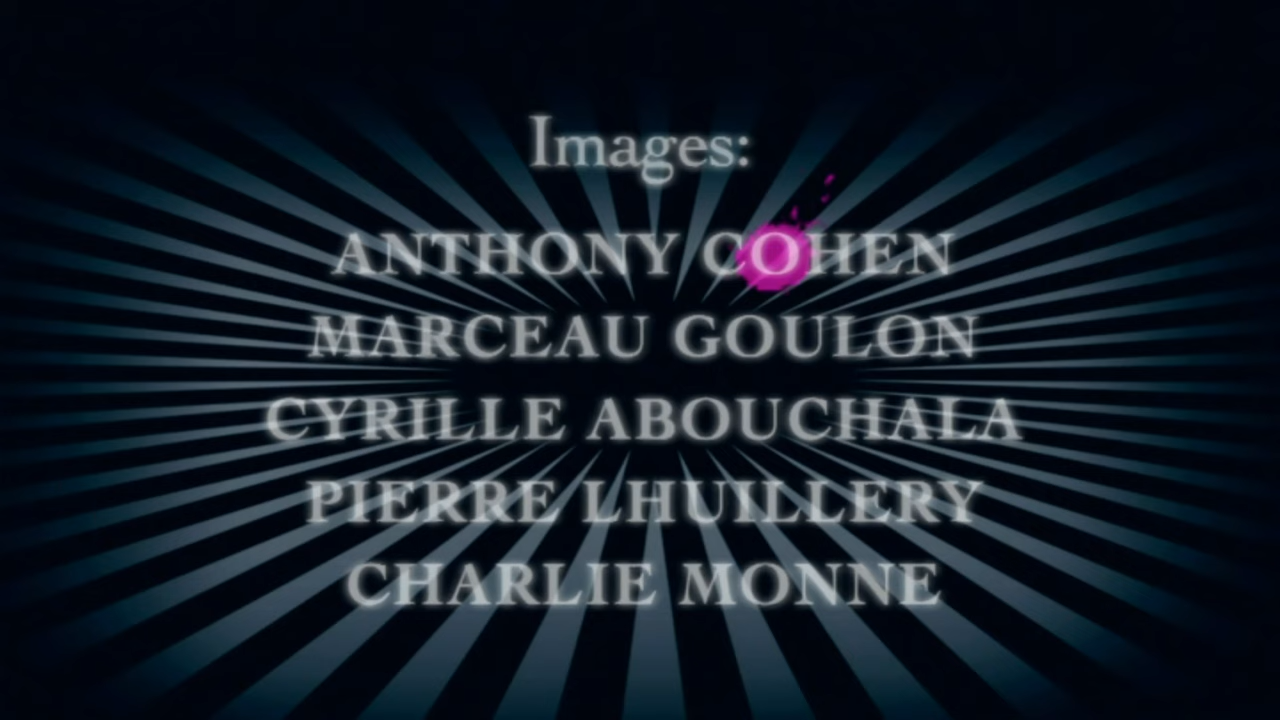 Images:
ANTHONY COHEN
MARCEAU GOULON
CYRILLE ABOUCHALA
PIERRE LHUILLERY
CHARLIE MONNE